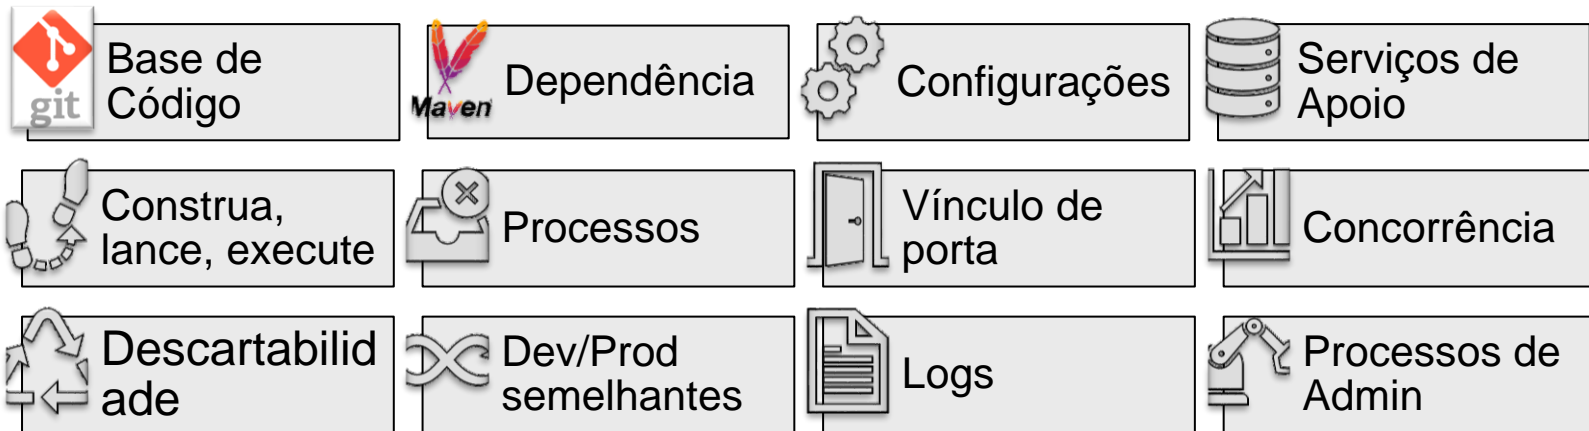 git
Base de
Código
Maven
Dependência
Configurações
Serviços de
Apoio
Construa,
lance, execute
Processos
Vínculo de
porta
Concorrência
Descartabilid
ade
Dev/Prod
semelhantes
Logs
Processos de
Admin